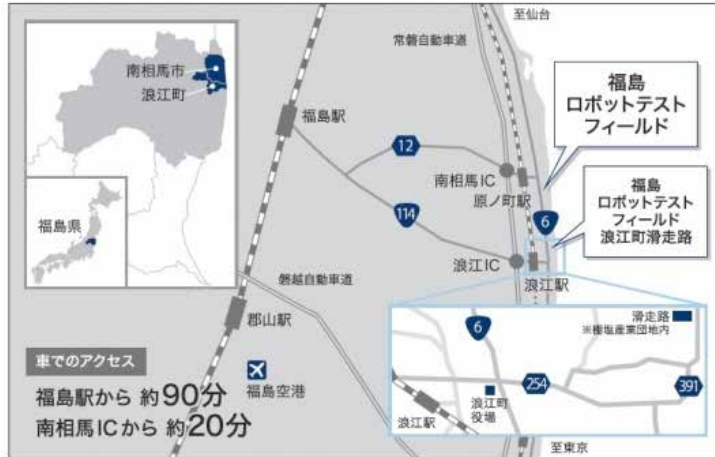 至仙台
常磐自動車道
南相馬市
浪江町
福島県
福島駅
12
114
南相馬IC
原ノ町駅
6
浪江IC
浪江駅
福島
ロボットテスト
フィールド
福島
ロボットテスト
フィールド
浪江町滑走路
磐越自動車道
郡山駅
福島空港
車でのアクセス
福島駅から 約90分
南相馬ICから 約20分
6
滑走路
※棚塩産業団地内
254
391
浪江町
役場
浪江駅
至東京